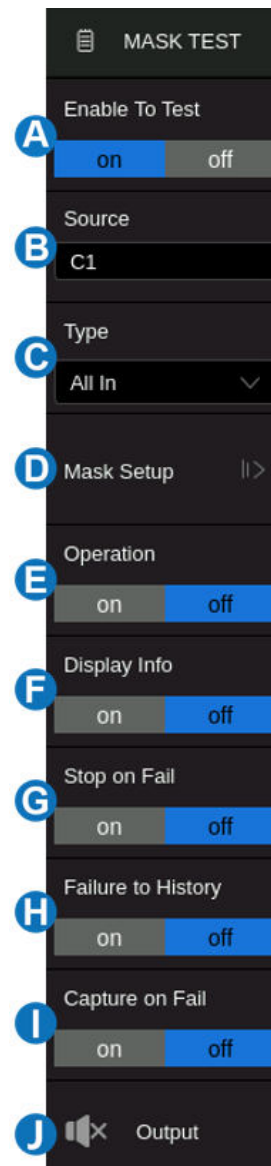 MASK TEST
Enable To Test
A
on off
Source
B
C1
Type
C
All In
D Mask Setup
Operation
E
on off
Display Info
F
on off
Stop on Fail
G
on off
Failure to History
H
on off
Capture on Fail
I
on off
J Output